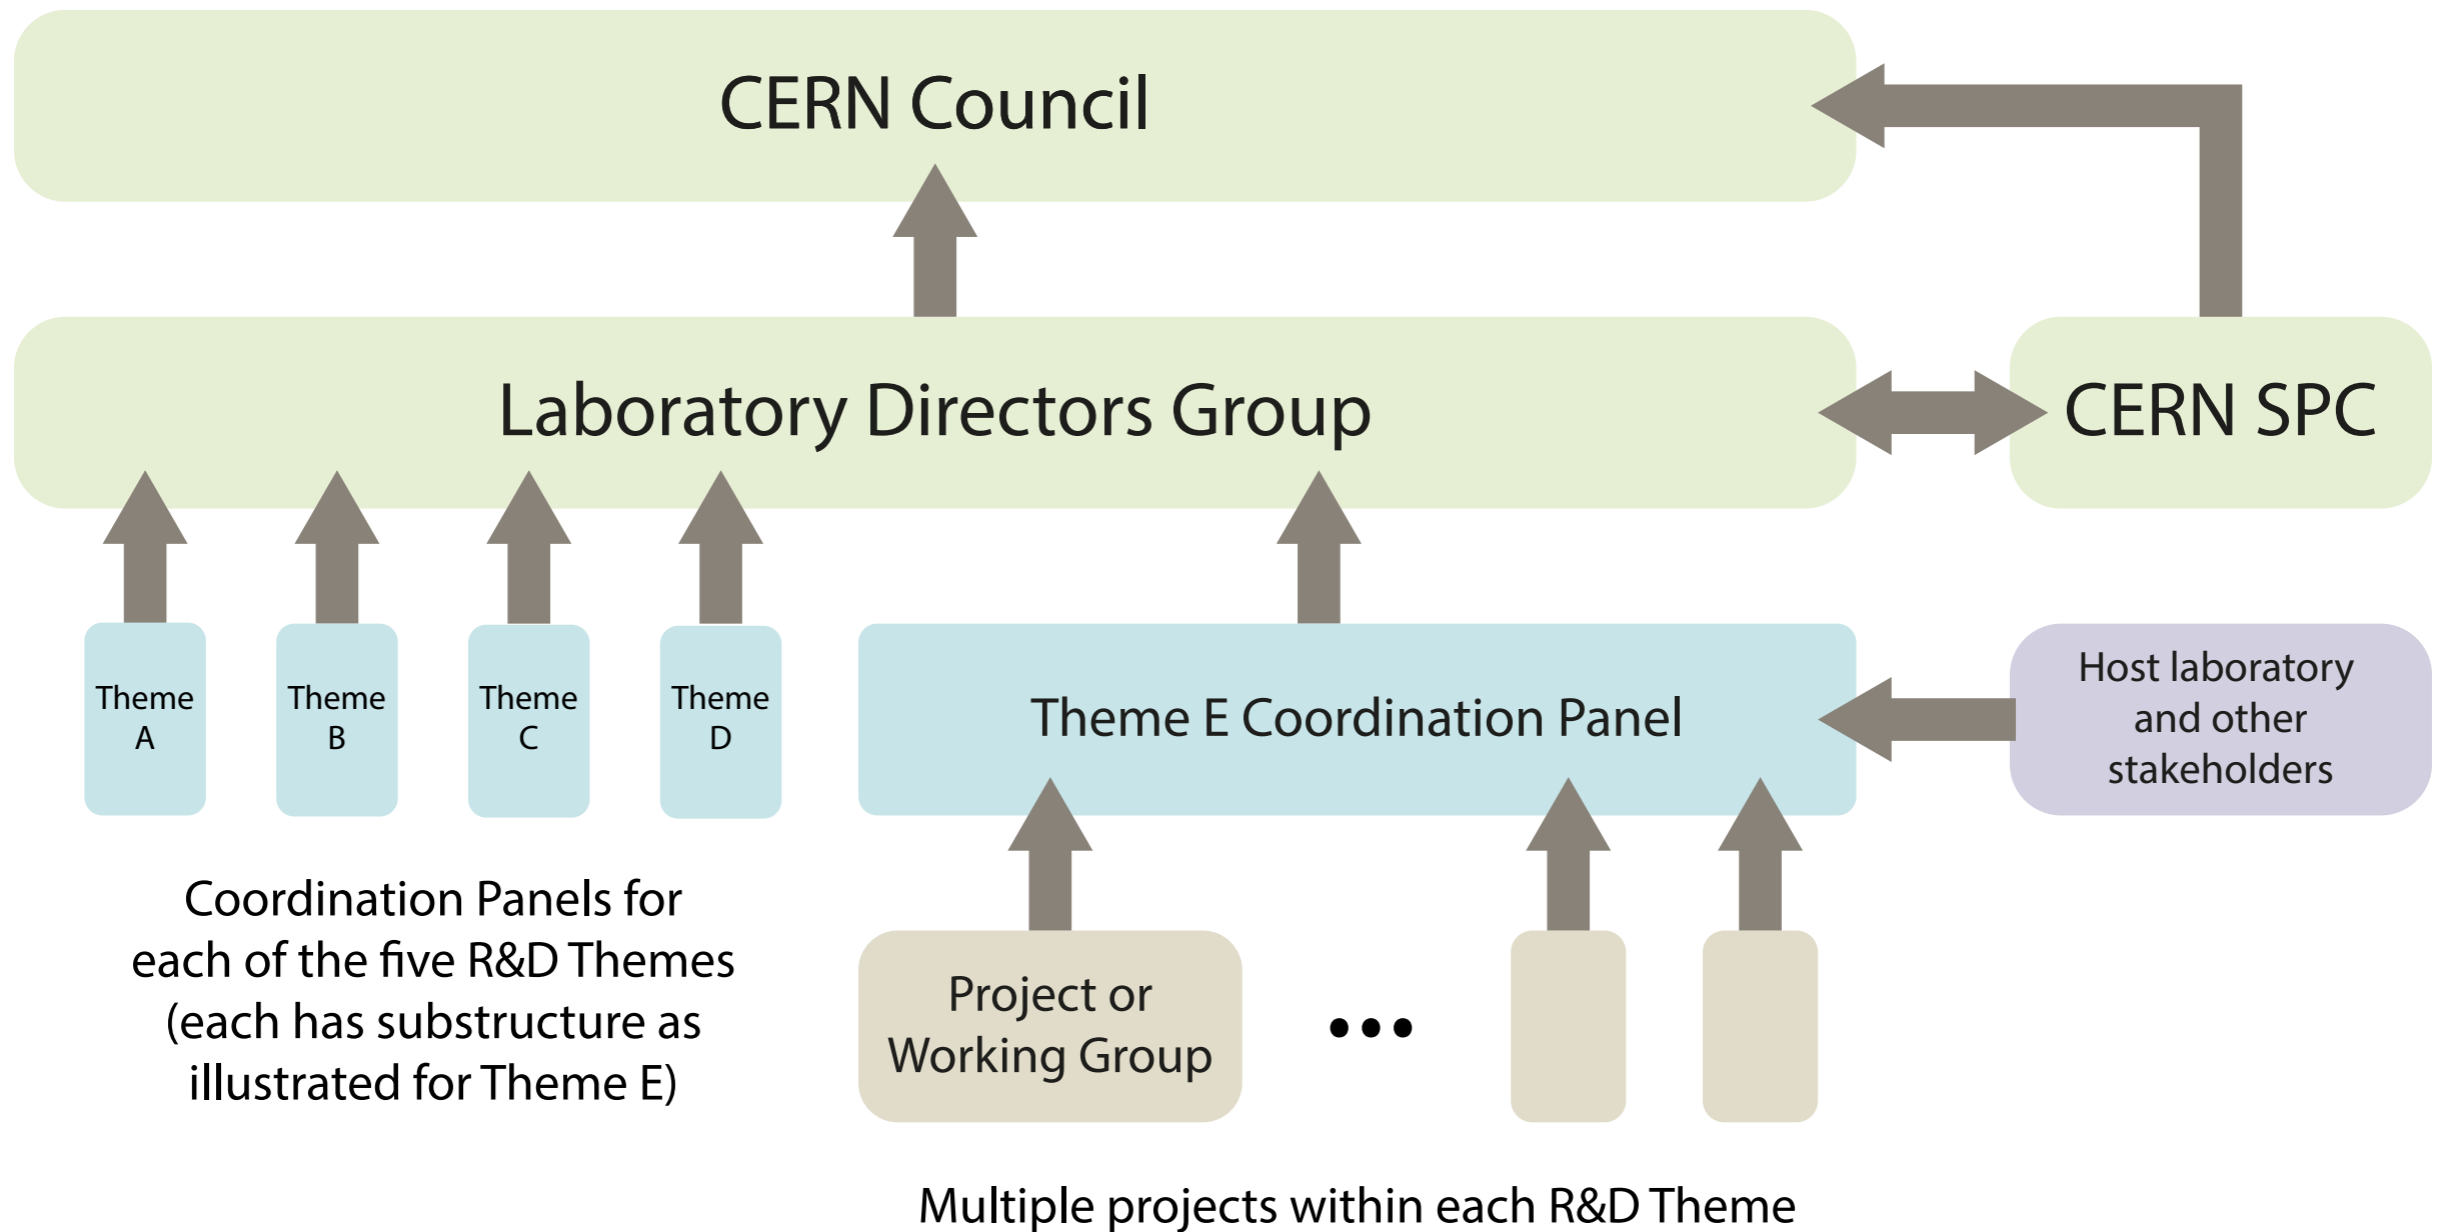 CERN Council
Laboratory Directors Group
CERN SPC
Theme
A
Theme
B
Theme
C
Theme
D
Theme E Coordination Panel
Host laboratory
and other
stakeholders
Coordination Panels for
each of the five R&D Themes
(each has substructure as
illustrated for Theme E)
Project or
Working Group
•••
Multiple projects within each R&D Theme